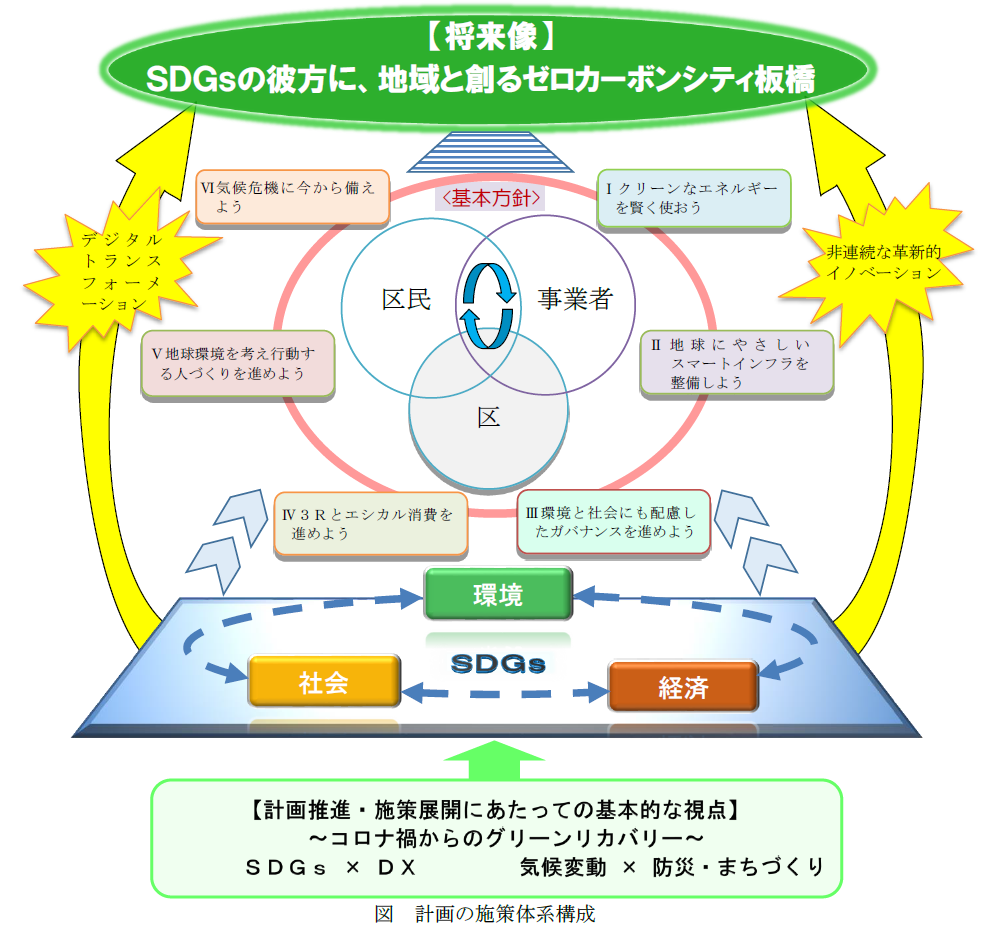 【将来像】
SDGsの彼方に、地域と創るゼロカーボンシティ板橋
Ⅵ気候危機に今から備え
よう
<基本方針>
Ⅰクリーンなエネルギー
を賢く使おう
デジタル
トランス
フォーメ
ーション
非連続な革新的
イノベーション
区民
事業者
Ⅴ地球環境を考え行動す
る人づくりを進めよう
Ⅱ地球にやさしい
スマートインフラを
整備しよう
区
Ⅳ３Ｒとエシカル消費を
進めよう
Ⅲ環境と社会にも配慮し
たガバナンスを進めよう
環境
SDGs
社会
経済
【計画推進・施策展開にあたっての基本的な視点】
～コロナ禍からのグリーンリカバリー～
ＳＤＧｓ × ＤＸ　気候変動 × 防災・まちづくり
図　計画の施策体系構成